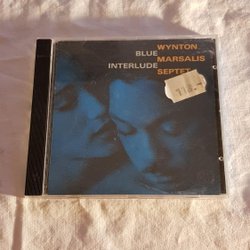 WYNTON
BLUE MARSALIS
INTERLUDE SEPTET